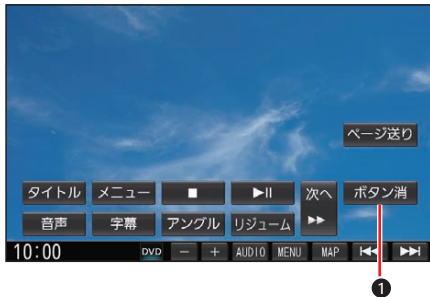 ページ送り
タイトル メニュー ■ ▶II 次へ ▶▶ ボタン消
音声 字幕 アングル リジューム
10:00 DVD － ＋ AUDIO MENU MAP I◀◀ ▶▶I
❶